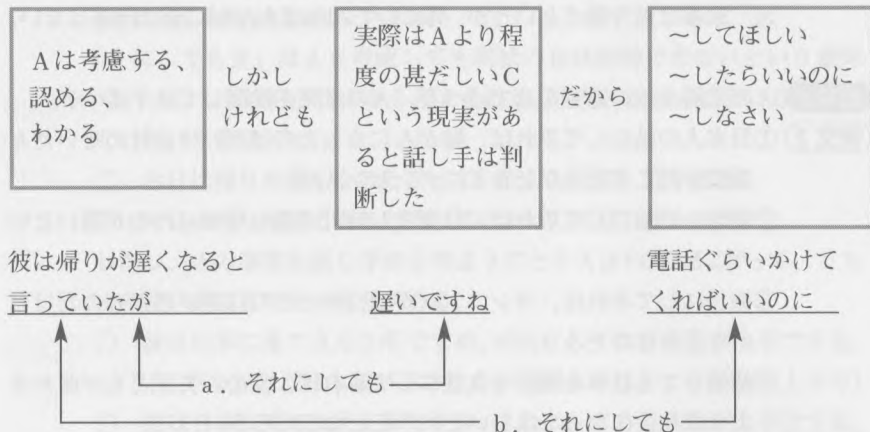 Aは考慮する、
認める、
わかる
しかし
けれども
実際はAより程
度の甚だしいC
という現実があ
ると話し手は判
断した
だから
～してほしい
～したらいいのに
～しなさい
彼は帰りが遅くなると
言っていたが
遅いですね
電話ぐらいかけて
くればいいのに
a．それにしても
b．それにしても